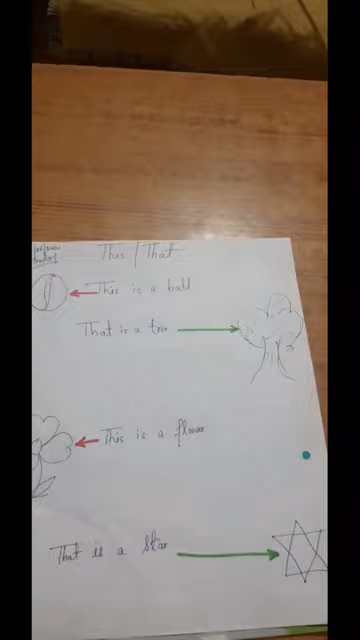 This / That
This is a ball
That is a tree
This is a flower
That is a star